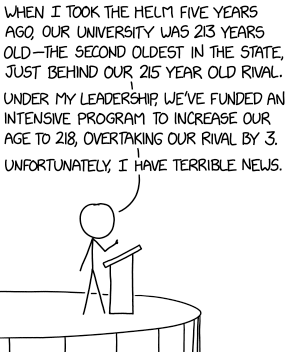 WHEN I TOOK THE HELM FIVE YEARS
AGO, OUR UNIVERSITY WAS 213 YEARS
OLD—THE SECOND OLDEST IN THE STATE,
JUST BEHIND OUR 215 YEAR OLD RIVAL.
UNDER MY LEADERSHIP, WE'VE FUNDED AN
INTENSIVE PROGRAM TO INCREASE OUR
AGE TO 218, OVERTAKING OUR RIVAL BY 3.
UNFORTUNATELY, I HAVE TERRIBLE NEWS.